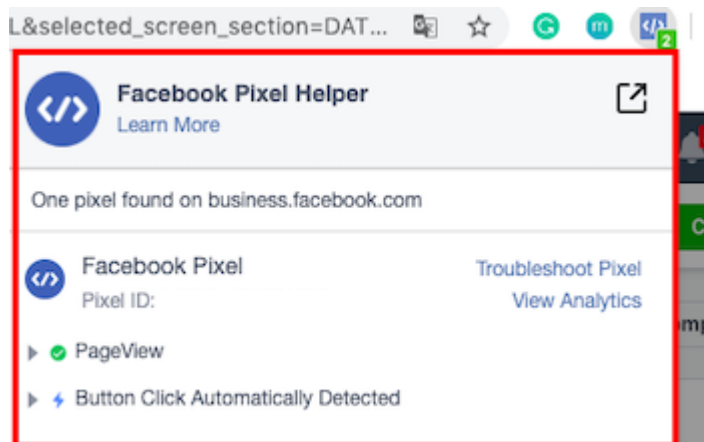 L&selected_screen_section=DAT...
2
Facebook Pixel Helper
Learn More
One pixel found on business.facebook.com
Facebook Pixel
Troubleshoot Pixel
Pixel ID:
View Analytics
PageView
Button Click Automatically Detected